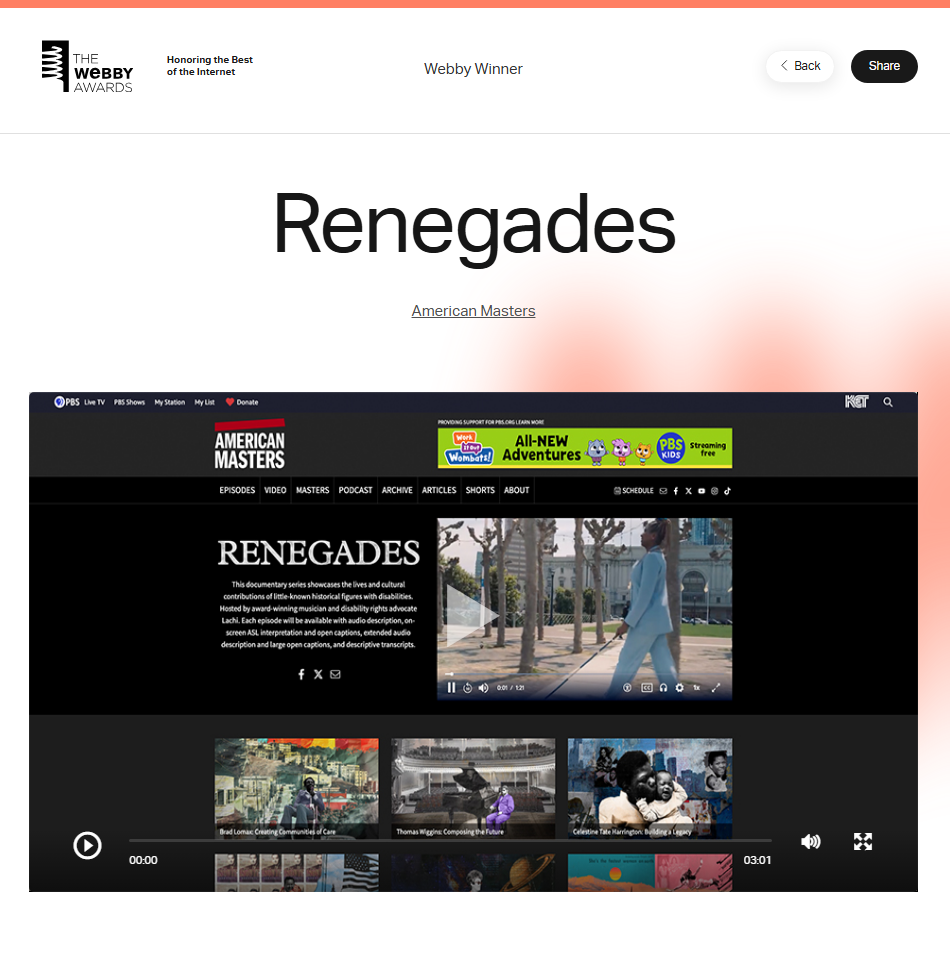 THE
WEBBY
AWARDS
Honoring the Best
of the Internet
Webby Winner
Back
Share
Renegades
American Masters
PBS Live TV PBS Shows My Station My List Donate KET
AMERICAN
MASTERS
PROVIDING SUPPORT FOR PBS.ORG LEARN MORE
Work It Out Wombats!
All-NEW
Adventures
PBS
KIDS
Streaming
free
EPISODES VIDEO MASTERS PODCAST ARCHIVE ARTICLES SHORTS ABOUT SCHEDULE
RENEGADES
This documentary series showcases the lives and cultural
contributions of little-known historical figures with disabilities.
Hosted by award-winning musician and disability rights advocate
Lachi. Each episode will be available with audio description, on-
screen ASL interpretation and open captions, extended audio
description and large open captions, and descriptive transcripts.
0:01 / 1:21 CC 1x
Brad Lomax: Creating Communities of Care Thomas Wiggins: Composing the Future Celestine Tate Harrington: Building a Legacy
00:00 03:01